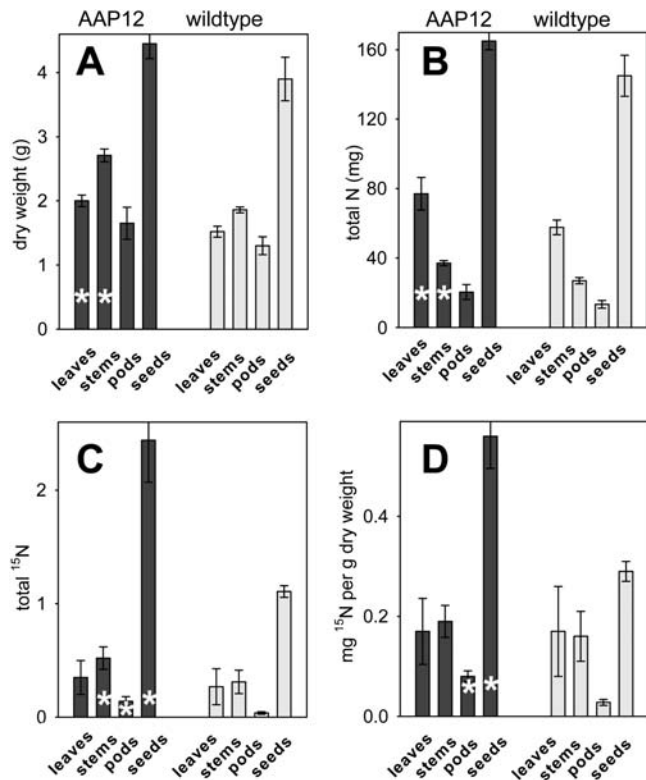 AAP12 wildtype
A
dry weight (g)
4
3
2
1
0
* *
leaves stems pods seeds leaves stems pods seeds
AAP12 wildtype
B
total N (mg)
160
120
80
40
0
* *
leaves stems pods seeds leaves stems pods seeds
C
total ¹⁵N
2
1
0
* * *
leaves stems pods seeds leaves stems pods seeds
D
mg ¹⁵N per g dry weight
0.4
0.2
0.0
* *
leaves stems pods seeds leaves stems pods seeds